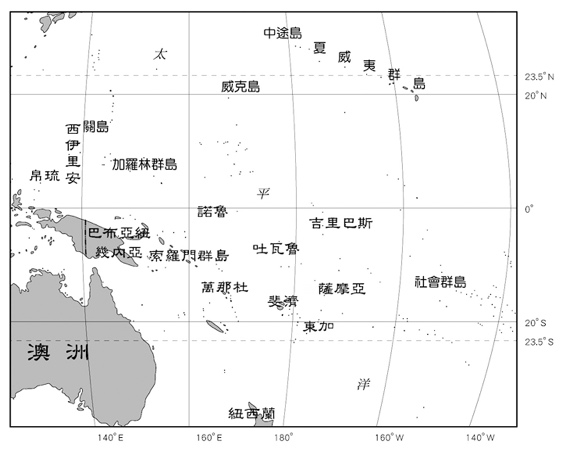 中途島
太
夏威夷群島
23.5°N
威克島
20°N
西伊里安
關島
加羅林群島
帛琉
平
諾魯
0°
吉里巴斯
巴布亞紐
幾內亞
索羅門群島
吐瓦魯
萬那杜
薩摩亞
社會群島
斐濟
東加
20°S
23.5°S
澳洲
洋
紐西蘭
140°E
160°E
180°
160°W
140°W